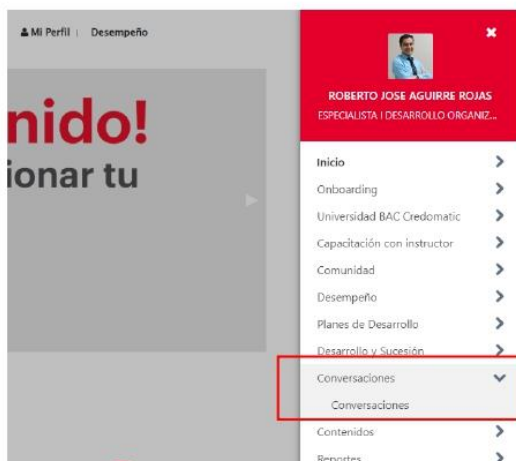 Mi Perfil | Desempeño
nido!
ionar tu
ROBERTO JOSE AGUIRRE ROJAS
ESPECIALISTA I DESARROLLO ORGANIZ...
Inicio
Onboarding
Universidad BAC Credomatic
Capacitación con instructor
Comunidad
Desempeño
Planes de Desarrollo
Desarrollo y Sucesión
Conversaciones
Conversaciones
Contenidos
Reportes